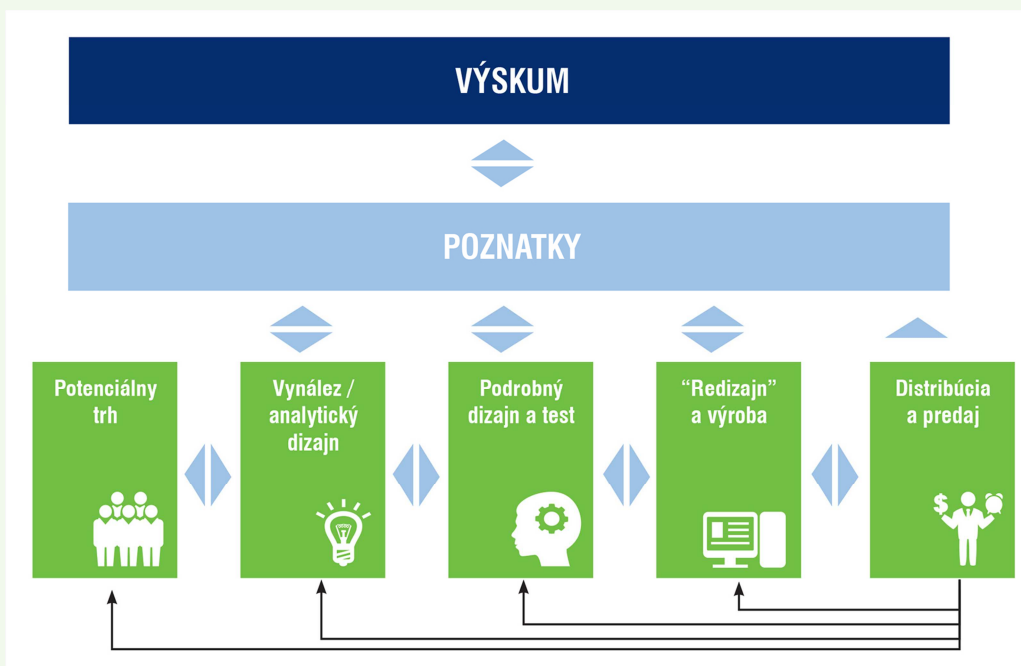 VÝSKUM
POZNATKY
Potenciálny
trh
Vynález /
analytický
dizajn
Podrobný
dizajn a test
“Redizajn”
a výroba
Distribúcia
a predaj
$